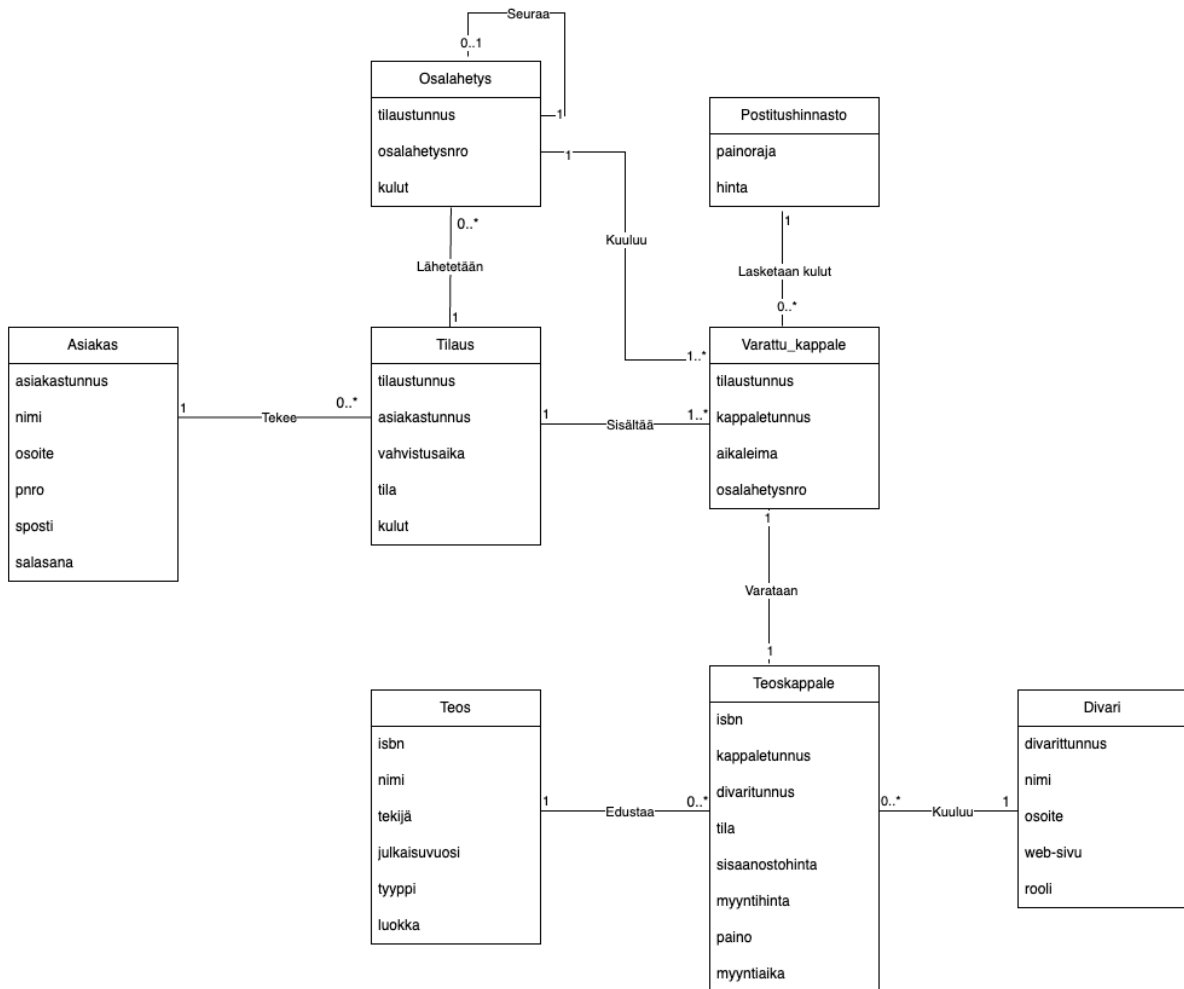 Seuraa
0..1
Osalahetys
tilaustunnus
osalahetysnro
kulut
1
1
0..*
Lähetetään
1
Kuuluu
1..*
Postitushinnasto
painoraja
hinta
1
Lasketaan kulut
0..*
Asiakas
asiakastunnus
nimi
osoite
pnro
sposti
salasana
1
Tekee
0..*
Tilaus
tilaustunnus
asiakastunnus
vahvistusaika
tila
kulut
1
Sisältää
1..*
Varattu_kappale
tilaustunnus
kappaletunnus
aikaleima
osalahetysnro
1
Varataan
1
Teos
isbn
nimi
tekijä
julkaisuvuosi
tyyppi
luokka
1
Edustaa
0..*
Teoskappale
isbn
kappaletunnus
divaritunnus
tila
sisaanostohinta
myyntihinta
paino
myyntiaika
0..*
Kuuluu
1
Divari
divarittunnus
nimi
osoite
web-sivu
rooli